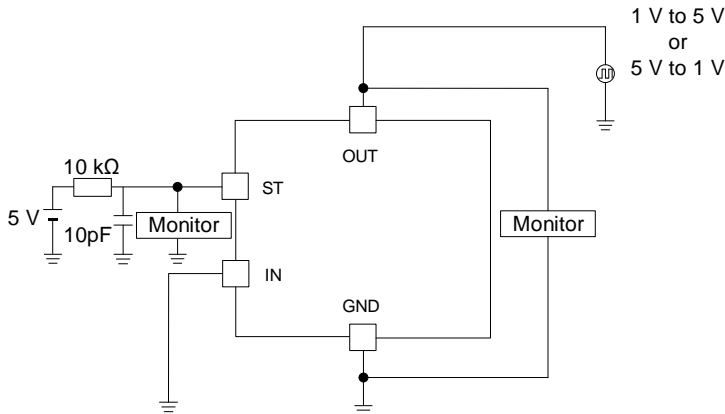 1 V to 5 V
or
5 V to 1 V
OUT
10 kΩ
ST
5 V
10pF
Monitor
Monitor
IN
GND